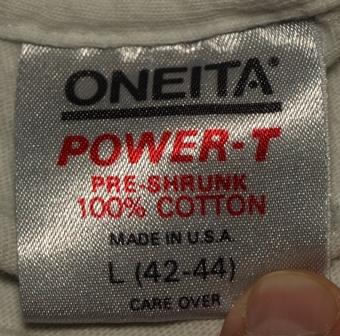 ONEITA®
POWER-T
PRE-SHRUNK
100% COTTON
MADE IN U.S.A.
L (42-44)
CARE OVER